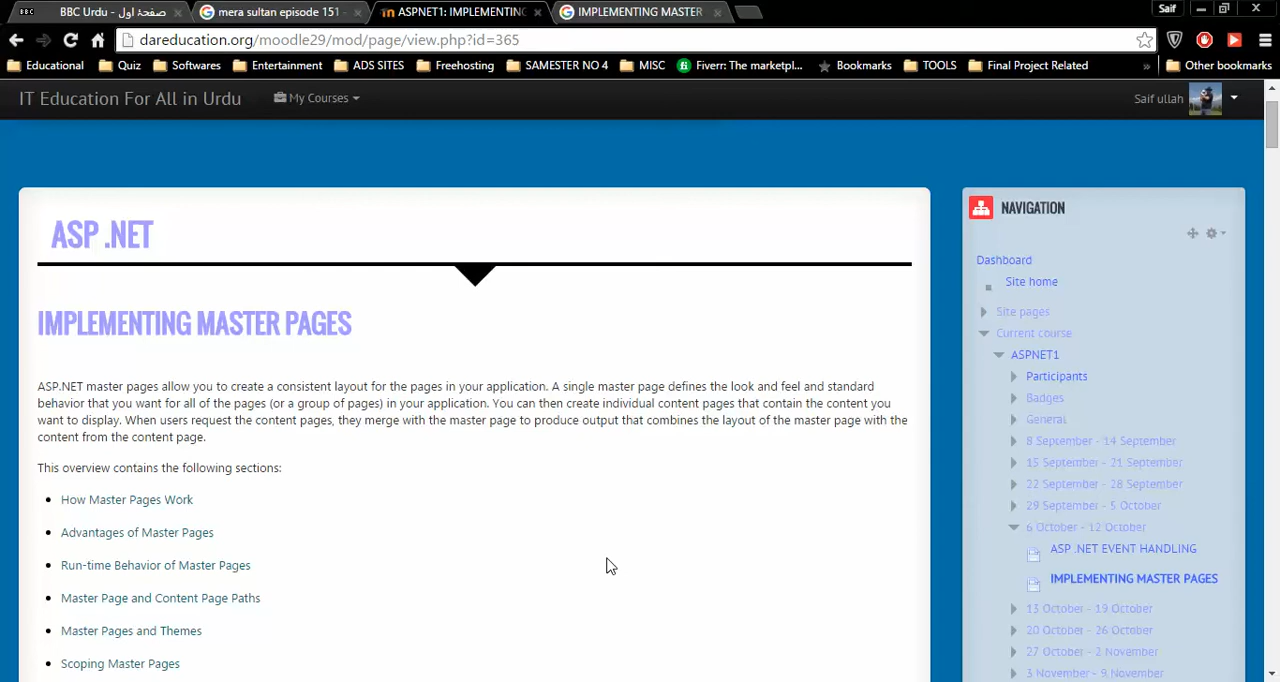 BBC Urdu - صفحۂ اول
mera sultan episode 151 -
ASPNET1: IMPLEMENTING
IMPLEMENTING MASTER
Saif
dareducation.org/moodle29/mod/page/view.php?id=365
Educational
Quiz
Softwares
Entertainment
ADS SITES
Freehosting
SAMESTER NO 4
MISC
Fiverr: The marketpl...
Bookmarks
TOOLS
Final Project Related
»
Other bookmarks
IT Education For All in Urdu
My Courses
Saif ullah
ASP .NET
IMPLEMENTING MASTER PAGES
ASP.NET master pages allow you to create a consistent layout for the pages in your application. A single master page defines the look and feel and standard
behavior that you want for all of the pages (or a group of pages) in your application. You can then create individual content pages that contain the content you
want to display. When users request the content pages, they merge with the master page to produce output that combines the layout of the master page with the
content from the content page.
This overview contains the following sections:
How Master Pages Work
Advantages of Master Pages
Run-time Behavior of Master Pages
Master Page and Content Page Paths
Master Pages and Themes
Scoping Master Pages
NAVIGATION
Dashboard
Site home
Site pages
Current course
ASPNET1
Participants
Badges
General
8 September - 14 September
15 September - 21 September
22 September - 28 September
29 September - 5 October
6 October - 12 October
ASP .NET EVENT HANDLING
IMPLEMENTING MASTER PAGES
13 October - 19 October
20 October - 26 October
27 October - 2 November
3 November - 9 November